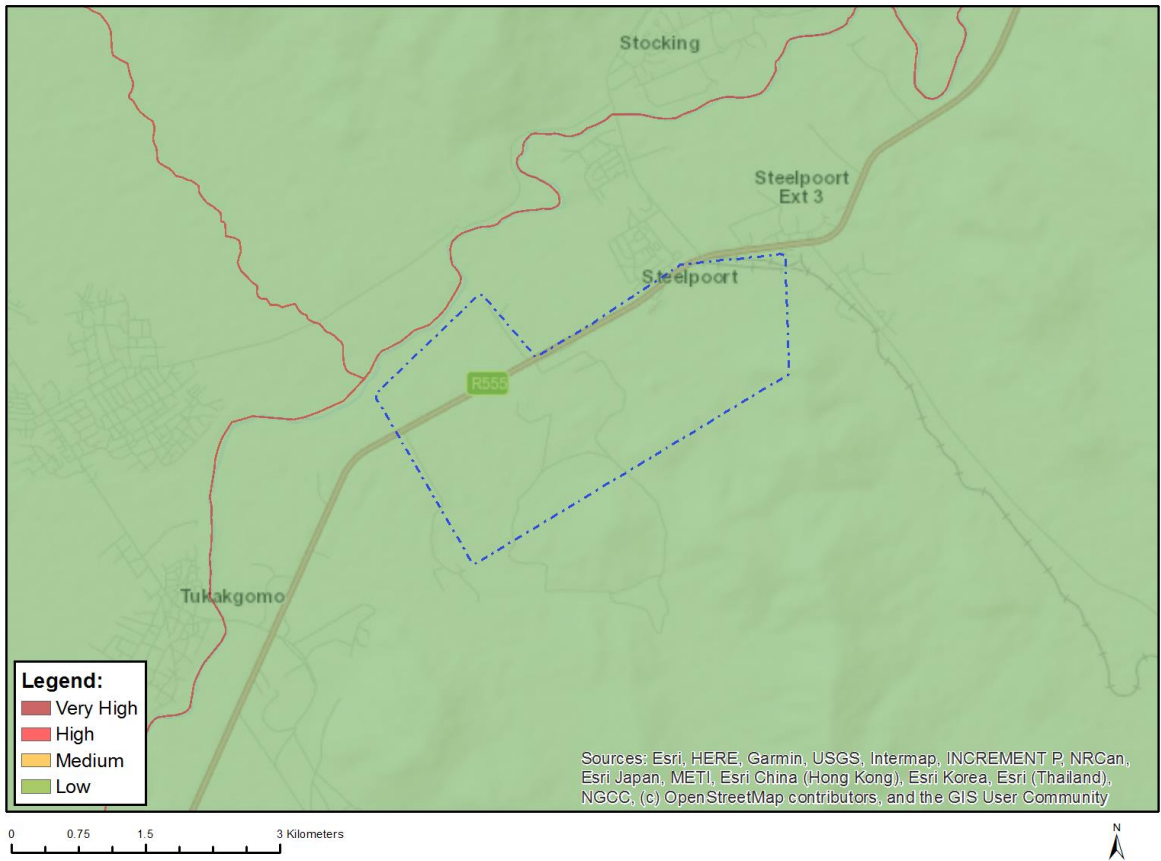 Stocking
Steelpoort
Ext 3
Steelpoort
R555
Tukakgomo
Legend:
Very High
High
Medium
Low
Sources: Esri, HERE, Garmin, USGS, Intermap, INCREMENT P, NRCan,
Esri Japan, METI, Esri China (Hong Kong), Esri Korea, Esri (Thailand),
NGCC, (c) OpenStreetMap contributors, and the GIS User Community
0 0.75 1.5 3 Kilometers
N